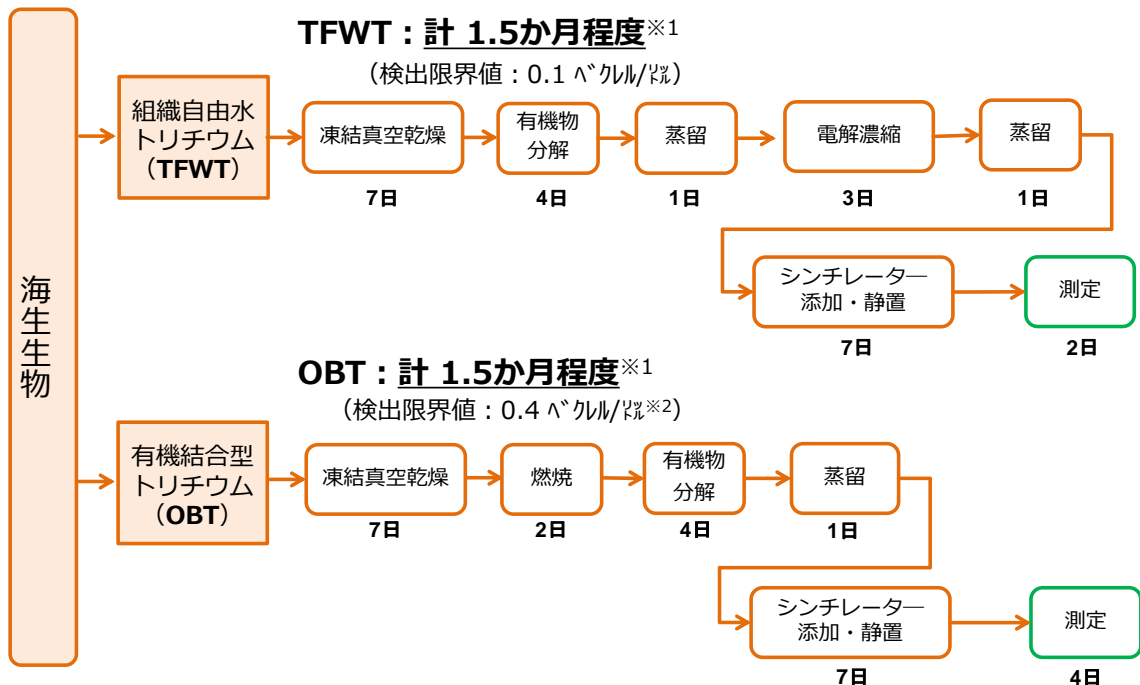 海生生物
TFWT：計 1.5か月程度※1
（検出限界値：0.1 ﾍﾞｸﾚﾙ/㍑）
組織自由水
トリチウム
（TFWT）
凍結真空乾燥
7日
有機物
分解
4日
蒸留
1日
電解濃縮
3日
蒸留
1日
シンチレーター
添加・静置
7日
測定
2日
OBT：計 1.5か月程度※1
（検出限界値：0.4 ﾍﾞｸﾚﾙ/㍑※2）
有機結合型
トリチウム
（OBT）
凍結真空乾燥
7日
燃焼
2日
有機物
分解
4日
蒸留
1日
シンチレーター
添加・静置
7日
測定
4日